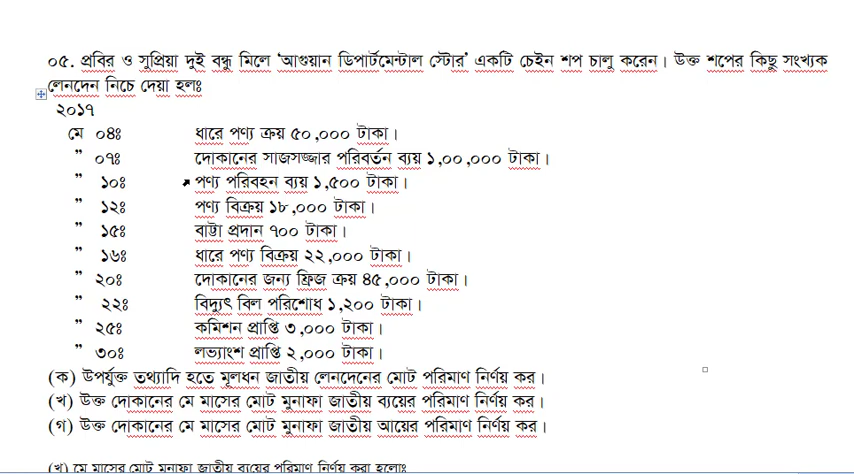 ০৫. প্রবির ও সুপ্রিয়া দুই বন্ধু মিলে ‘আগুয়ান ডিপার্টমেন্টাল স্টোর’ একটি চেইন শপ চালু করেন। উক্ত শপের কিছু সংখ্যক
লেনদেন নিচে দেয়া হলঃ
২০১৭
মে ০৪ঃ ধারে পণ্য ক্রয় ৫০,০০০ টাকা।
” ০৭ঃ দোকানের সাজসজ্জার পরিবর্তন ব্যয় ১,০০,০০০ টাকা।
” ১০ঃ পণ্য পরিবহন ব্যয় ১,৫০০ টাকা।
” ১২ঃ পণ্য বিক্রয় ১৮,০০০ টাকা।
” ১৫ঃ বাট্টা প্রদান ৭০০ টাকা।
” ১৬ঃ ধারে পণ্য বিক্রয় ২২,০০০ টাকা।
” ২০ঃ দোকানের জন্য ফ্রিজ ক্রয় ৪৫,০০০ টাকা।
” ২২ঃ বিদ্যুৎ বিল পরিশোধ ১,২০০ টাকা।
” ২৫ঃ কমিশন প্রাপ্তি ৩,০০০ টাকা।
” ৩০ঃ লভ্যাংশ প্রাপ্তি ২,০০০ টাকা।
(ক) উপর্যুক্ত তথ্যাদি হতে মূলধন জাতীয় লেনদেনের মোট পরিমাণ নির্ণয় কর।
(খ) উক্ত দোকানের মে মাসের মোট মুনাফা জাতীয় ব্যয়ের পরিমাণ নির্ণয় কর।
(গ) উক্ত দোকানের মে মাসের মোট মুনাফা জাতীয় আয়ের পরিমাণ নির্ণয় কর।
(খ) মে মাসের মোট মুনাফা জাতীয় ব্যয়ের পরিমাণ নির্ণয় করা হলোঃ